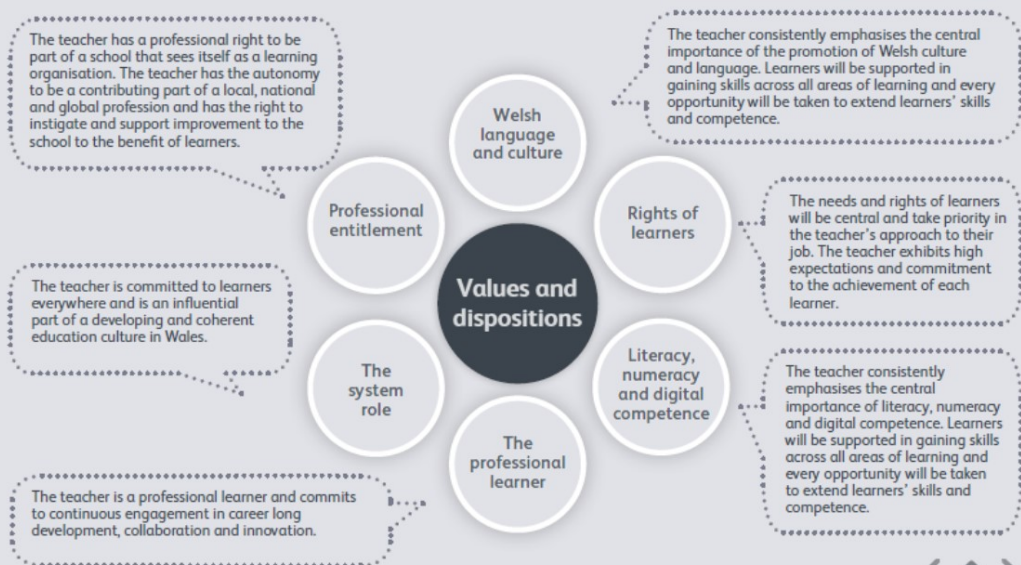 The teacher has a professional right to be
part of a school that sees itself as a learning
organisation. The teacher has the autonomy
to be a contributing part of a local, national
and global profession and has the right to
instigate and support improvement to the
school to the benefit of learners.
The teacher consistently emphasises the central
importance of the promotion of Welsh culture
and language. Learners will be supported in
gaining skills across all areas of learning and every
opportunity will be taken to extend learners' skills
and competence.
Welsh
language
and culture
Professional
entitlement
Rights of
learners
The needs and rights of learners
will be central and take priority in
the teacher's approach to their
job. The teacher exhibits high
expectations and commitment
to the achievement of each
learner.
The teacher is committed to learners
everywhere and is an influential
part of a developing and coherent
education culture in Wales.
Values and
dispositions
The
system
role
Literacy,
numeracy
and digital
competence
The teacher consistently
emphasises the central
importance of literacy, numeracy
and digital competence. Learners
will be supported in gaining skills
across all areas of learning and
every opportunity will be taken
to extend learners' skills and
competence.
The
professional
learner
The teacher is a professional learner and commits
to continuous engagement in career long
development, collaboration and innovation.